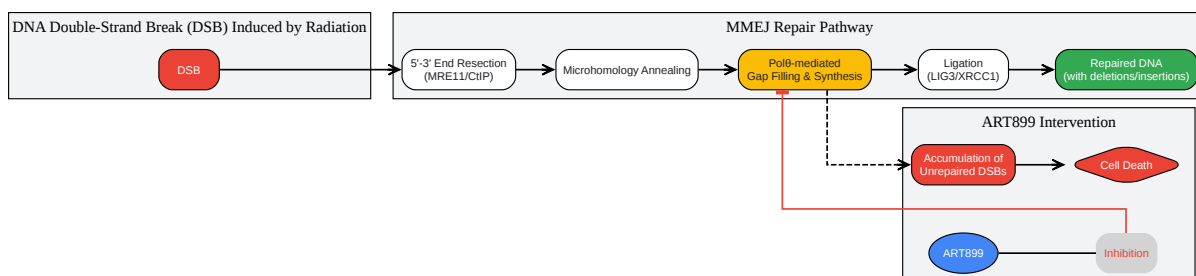 DNA Double-Strand Break (DSB) Induced by Radiation
DSB
MMEJ Repair Pathway
5'-3' End Resection
(MRE11/CtIP)
Microhomology Annealing
Polθ-mediated
Gap Filling & Synthesis
Ligation
(LIG3/XRCC1)
Repaired DNA
(with deletions/insertions)
ART899 Intervention
Accumulation of
Unrepaired DSBs
Cell Death
ART899
Inhibition